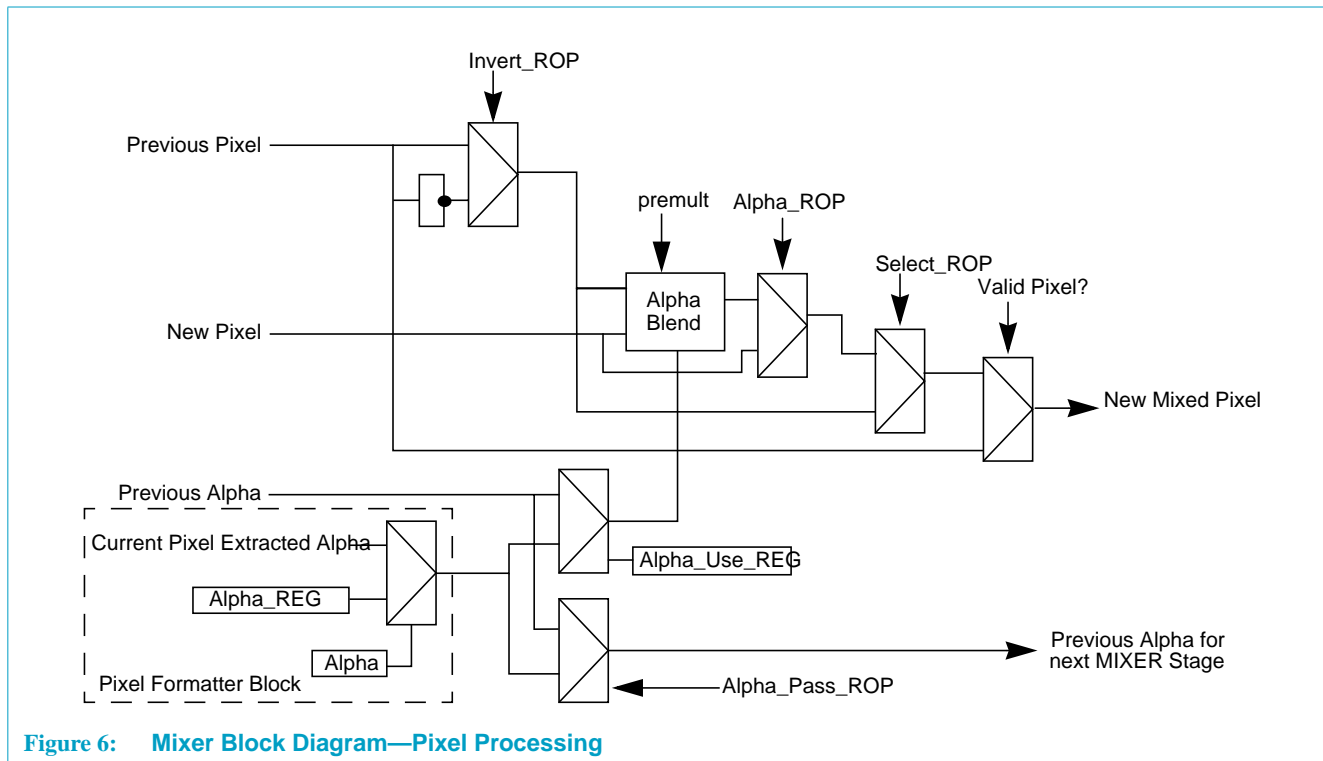 Invert_ROP
Previous Pixel
premult
Alpha_ROP
Select_ROP
Valid Pixel?
Alpha
Blend
New Pixel
New Mixed Pixel
Previous Alpha
Current Pixel Extracted Alpha
Alpha_Use_REG
Alpha_REG
Previous Alpha for
next MIXER Stage
Alpha
Pixel Formatter Block
Alpha_Pass_ROP
Figure 6: Mixer Block Diagram—Pixel Processing